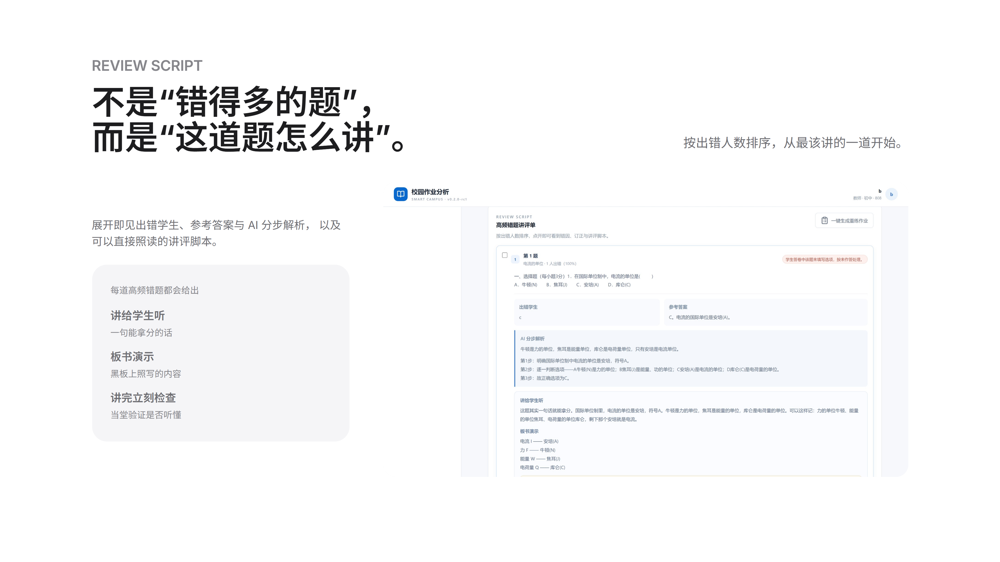 REVIEW SCRIPT
不是“错得多的题”，
而是“这道题怎么讲”。
按出错人数排序，从最该讲的一道开始。
展开即见出错学生、参考答案与 AI 分步解析， 以及
可以直接照读的讲评脚本。
每道高频错题都会给出
讲给学生听
一句能拿分的话
板书演示
黑板上照写的内容
讲完立刻检查
当堂验证是否听懂
校园作业分析
SMART CAMPUS · v0.2.0-rc1
b
教师 · 初中 · 808
b
REVIEW SCRIPT
高频错题讲评单
按出错人数排序，点开即可看到错因、订正与讲评脚本。
一键生成重练作业
1
第 1 题
电流的单位 · 1 人出错（100%）
学生答卷中该题未填写选项，按未作答处理。
一、选择题（每小题3分）1．在国际单位制中，电流的单位是(　　)
A．牛顿(N)　　B．焦耳(J)　　C．安培(A)　　D．库仑(C)
出错学生
c
参考答案
C。电流的国际单位是安培(A)。
AI 分步解析
牛顿是力的单位，焦耳是能量单位，库仑是电荷量单位，只有安培是电流单位。
第1步：明确国际单位制中电流的单位是安培，符号A。
第2步：逐一判断选项——A牛顿(N)是力的单位；B焦耳(J)是能量、功的单位；C安培(A)是电流的单位；D库仑(C)是电荷量的单位。
第3步：故正确选项为C。
讲给学生听
这题其实一句话就能拿分。国际单位制里，电流的单位是安培，符号A。牛顿是力的单位，焦耳是能量的单位，库仑是电荷量的单位。可以这样记：力的单位牛顿、能量
的单位焦耳、电荷量的单位库仑，剩下那个安培就是电流。
板书演示
电流 I —— 安培(A)
力 F —— 牛顿(N)
能量 W —— 焦耳(J)
电荷量 Q —— 库仑(C)